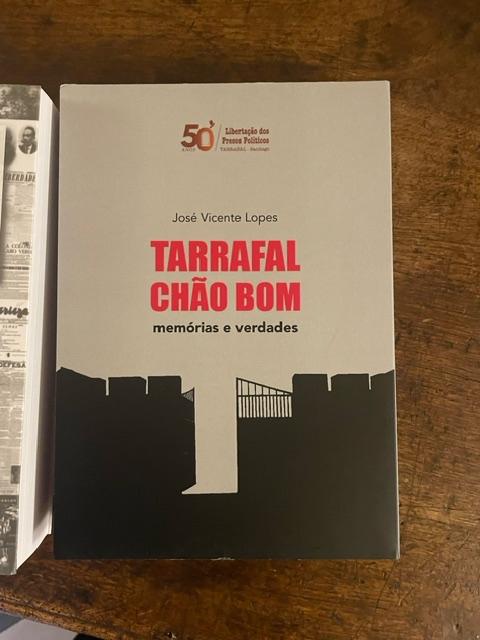 50
ANOS
Libertação dos
Presos Políticos
TARRAFAL - Santiago
José Vicente Lopes
TARRAFAL
CHÃO BOM
memórias e verdades